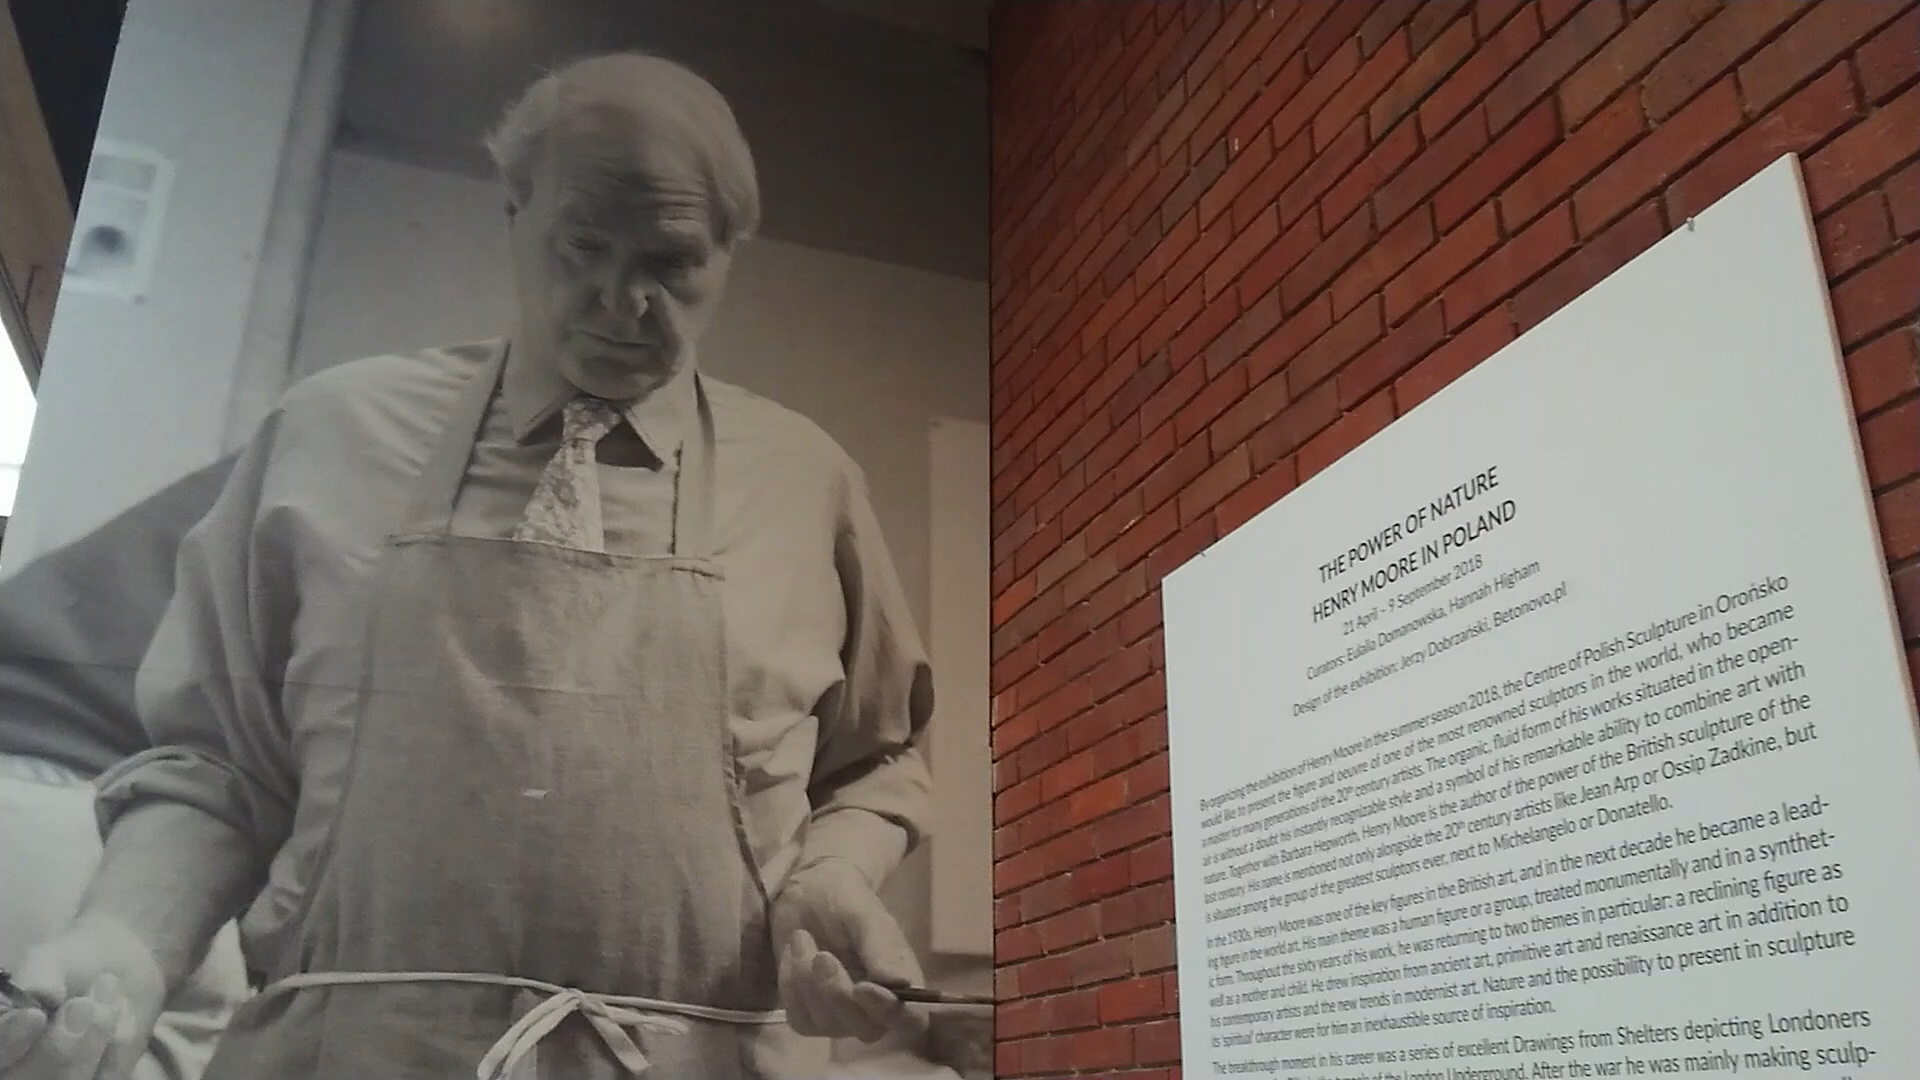 THE POWER OF NATURE
HENRY MOORE IN POLAND
21 April – 9 September 2018
Curators: Eulalia Domanowska, Hannah Higham
Design of the exhibition: Jerzy Dobrzański, Betonovo.pl
By organizing the exhibition of Henry Moore in the summer season 2018, the Centre of Polish Sculpture in Orońsko
would like to present the figure and oeuvre of one of the most renowned sculptors in the world, who became
a master for many generations of the 20th century artists. The organic, fluid form of his works situated in the open-
air is without a doubt his instantly recognizable style and a symbol of his remarkable ability to combine art with
nature. Together with Barbara Hepworth, Henry Moore is the author of the power of the British sculpture of the
last century. His name is mentioned not only alongside the 20th century artists like Jean Arp or Ossip Zadkine, but
is situated among the group of the greatest sculptors ever, next to Michelangelo or Donatello.
In the 1930s, Henry Moore was one of the key figures in the British art, and in the next decade he became a lead-
ing figure in the world art. His main theme was a human figure or a group, treated monumentally and in a synthet-
ic form. Throughout the sixty years of his work, he was returning to two themes in particular: a reclining figure as
well as a mother and child. He drew inspiration from ancient art, primitive art and renaissance art in addition to
his contemporary artists and the new trends in modernist art. Nature and the possibility to present in sculpture
its 'spiritual' character were for him an inexhaustible source of inspiration.
The breakthrough moment in his career was a series of excellent Drawings from Shelters depicting Londoners
of the London Underground. After the war he was mainly making sculp-